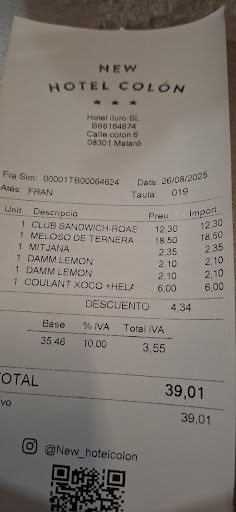 NEW
HOTEL COLÓN
★ ★ ★
Hotel iluro SL
B66164674
Calle colon 6
08301 Mataró
Fra Sim: 00001TB00064624 Data: 26/08/2025
Atés: FRAN Taula: 019
Unit. Descripció Preu Import
1 CLUB SANDWICH-ROAS 12,30 12,30
1 MELOSO DE TERNERA 18,50 18,50
1 MITJANA 2,35 2,35
1 DAMM LEMON 2,10 2,10
1 DAMM LEMON 2,10 2,10
1 COULANT XOCO +HELA 6,00 6,00
DESCUENTO 4,34
Base % IVA Total IVA
35,46 10,00 3,55
TOTAL 39,01
vo 39,01
@New_hotelcolon